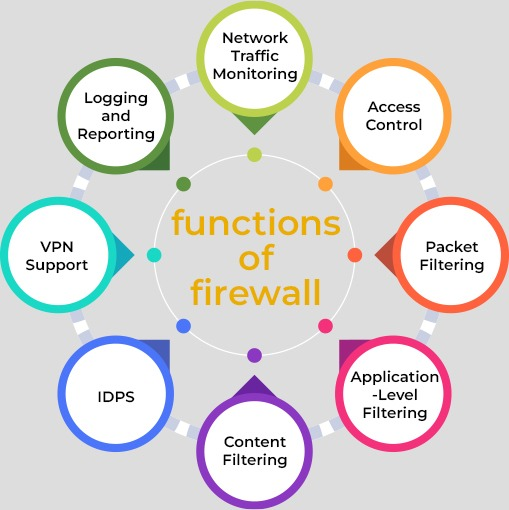 Network
Traffic
Monitoring
Access
Control
Packet
Filtering
Application
-Level
Filtering
Content
Filtering
IDPS
VPN
Support
Logging
and
Reporting
functions
of
firewall